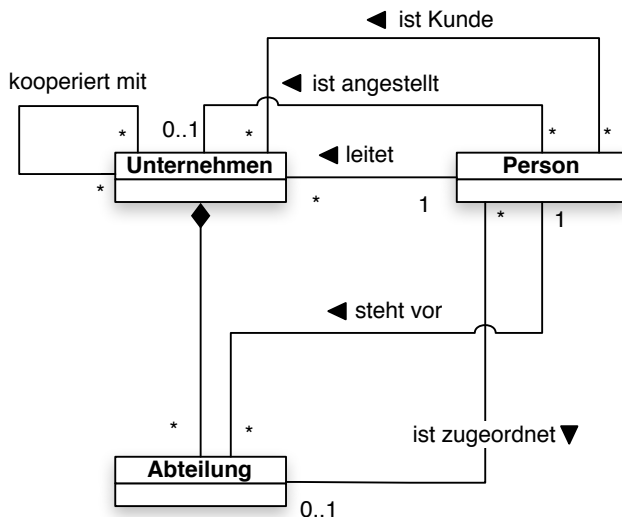 ◀ ist Kunde
kooperiert mit
◀ ist angestellt
0..1
* * * *
Unternehmen
◀ leitet
Person
*
* 1 * 1
◀ steht vor
* *
ist zugeordnet ▼
Abteilung
0..1